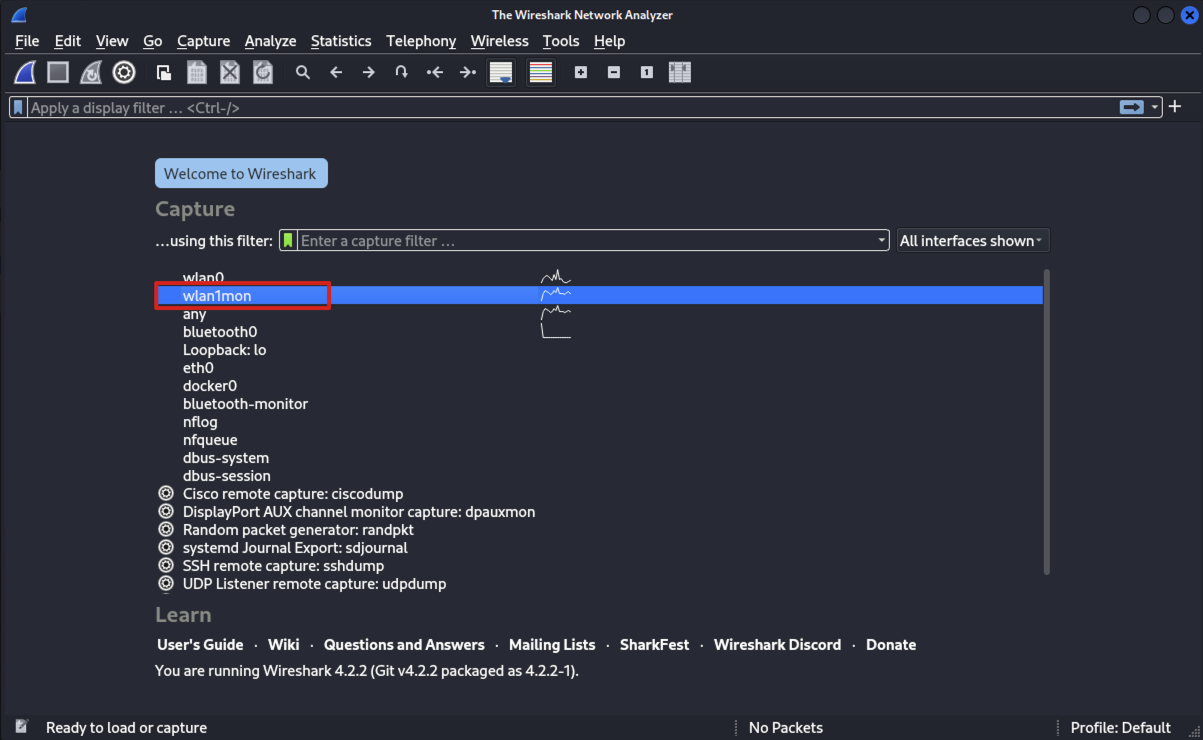 The Wireshark Network Analyzer
File Edit View Go Capture Analyze Statistics Telephony Wireless Tools Help
1
Apply a display filter … <Ctrl-/>
Welcome to Wireshark
Capture
…using this filter: Enter a capture filter … All interfaces shown
wlan0
wlan1mon
any
bluetooth0
Loopback: lo
eth0
docker0
bluetooth-monitor
nflog
nfqueue
dbus-system
dbus-session
Cisco remote capture: ciscodump
DisplayPort AUX channel monitor capture: dpauxmon
Random packet generator: randpkt
systemd Journal Export: sdjournal
SSH remote capture: sshdump
UDP Listener remote capture: udpdump
Learn
User's Guide · Wiki · Questions and Answers · Mailing Lists · SharkFest · Wireshark Discord · Donate
You are running Wireshark 4.2.2 (Git v4.2.2 packaged as 4.2.2-1).
Ready to load or capture No Packets Profile: Default